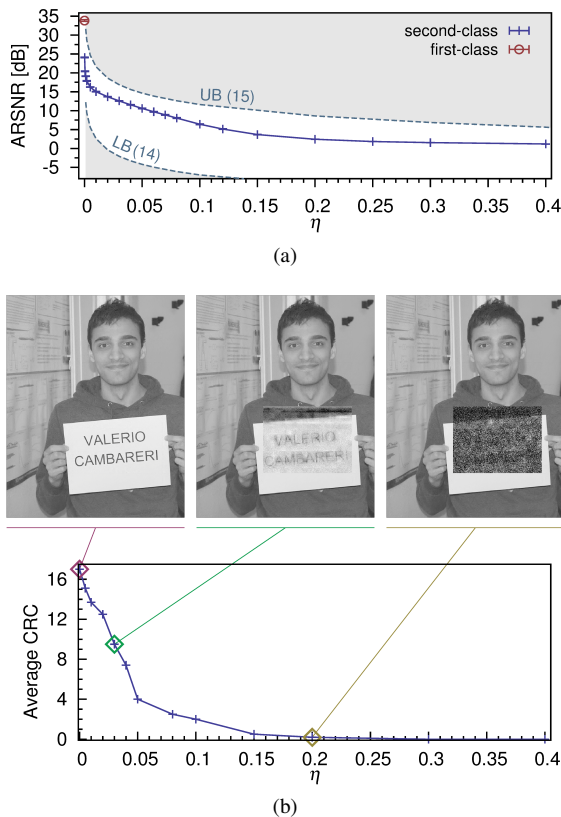 35
30
25
20
15
10
5
0
-5
ARSNR [dB]
second-class
first-class
UB (15)
LB (14)
0 0.05 0.1 0.15 0.2 0.25 0.3 0.35 0.4
η
(a)
VALERIO
CAMBARERI
VALERIO
CAMBARERI
16
12
8
4
0
Average CRC
0 0.05 0.1 0.15 0.2 0.25 0.3 0.35 0.4
η
(b)